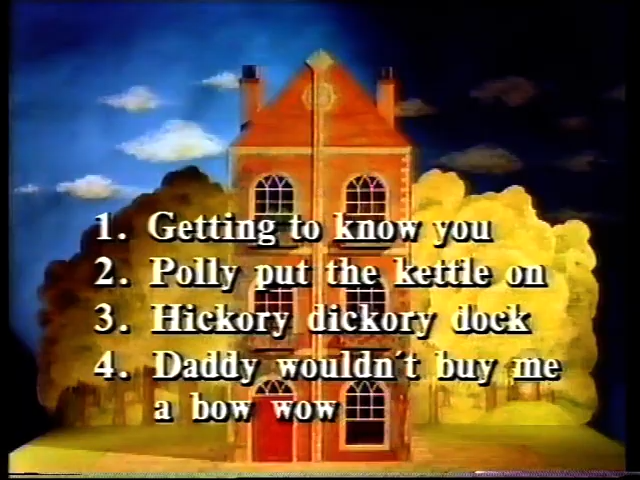 1. Getting to know you
2. Polly put the kettle on
3. Hickory dickory dock
4. Daddy wouldn't buy me
a bow wow